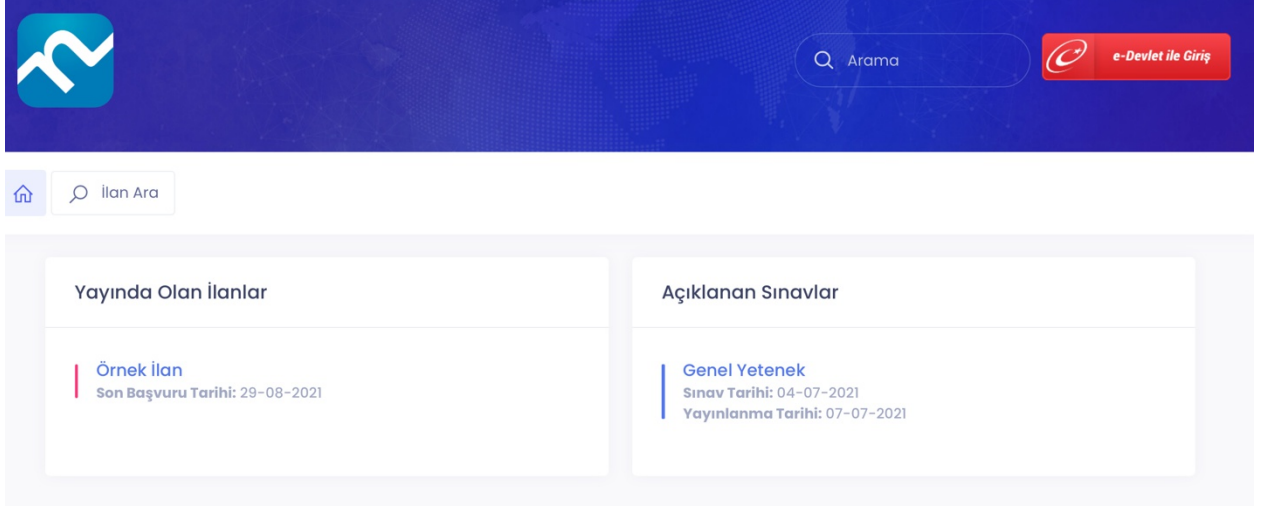 Arama
e-Devlet ile Giriş
İlan Ara
Yayında Olan İlanlar
Örnek İlan
Son Başvuru Tarihi: 29-08-2021
Açıklanan Sınavlar
Genel Yetenek
Sınav Tarihi: 04-07-2021
Yayınlanma Tarihi: 07-07-2021